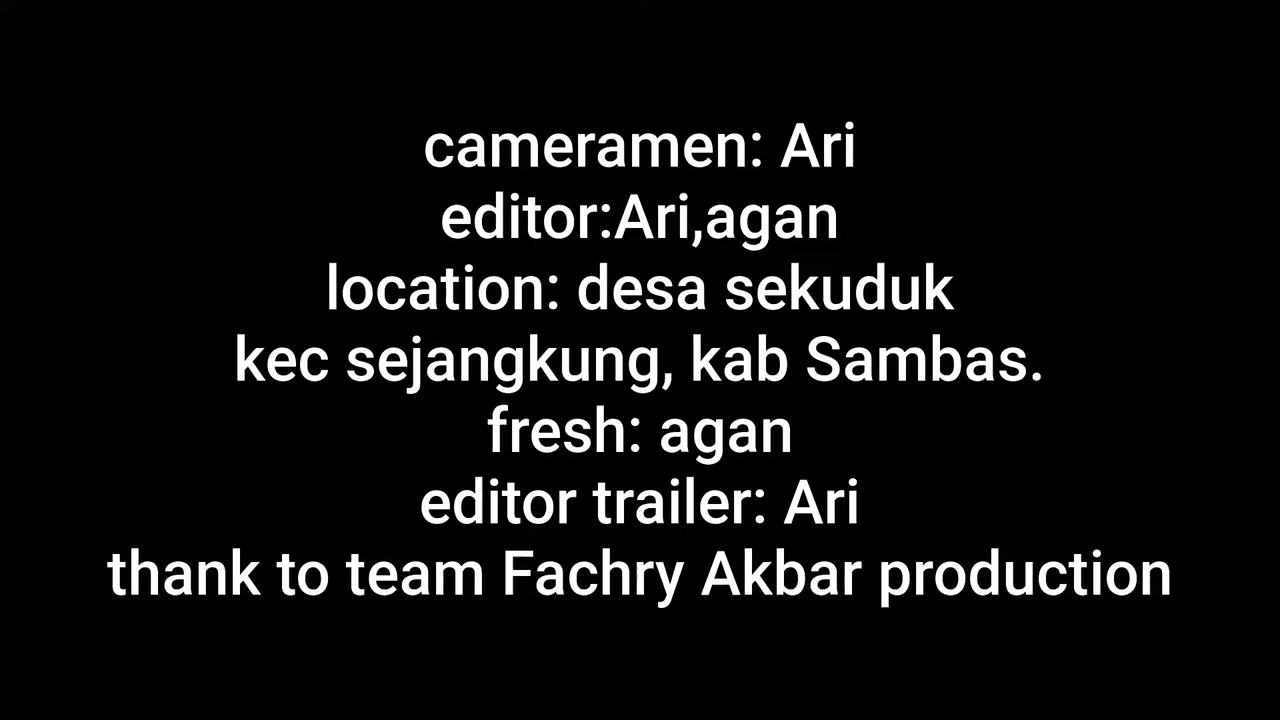 cameramen: Ari
editor:Ari,agan
location: desa sekuduk
kec sejangkung, kab Sambas.
fresh: agan
editor trailer: Ari
thank to team Fachry Akbar production